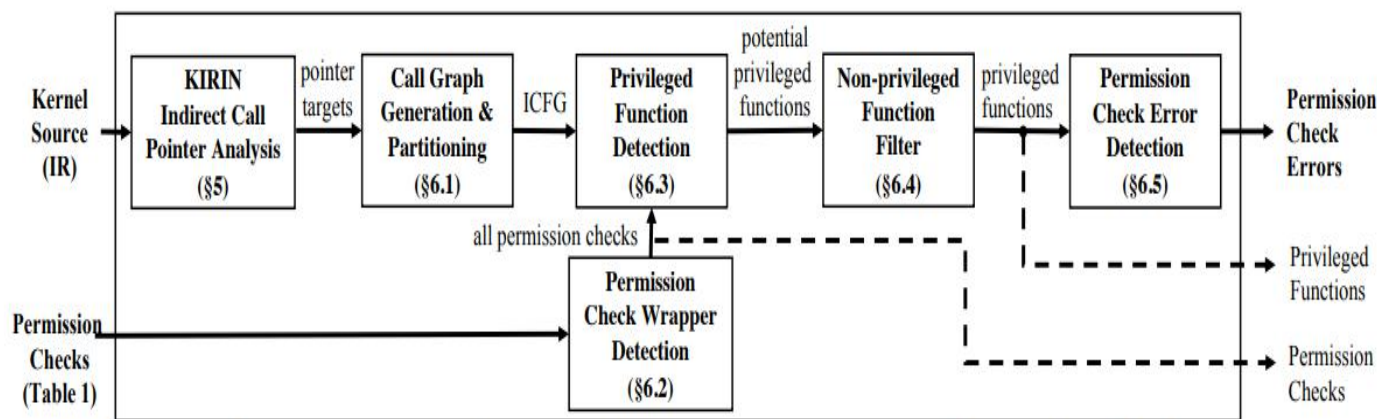 Kernel
Source
(IR)
KIRIN
Indirect Call
Pointer Analysis
(§5)
pointer
targets
Call Graph
Generation &
Partitioning
(§6.1)
ICFG
Privileged
Function
Detection
(§6.3)
potential
privileged
functions
Non-privileged
Function
Filter
(§6.4)
privileged
functions
Permission
Check Error
Detection
(§6.5)
Permission
Check
Errors
all permission checks
Permission
Checks
(Table 1)
Permission
Check Wrapper
Detection
(§6.2)
Privileged
Functions
Permission
Checks